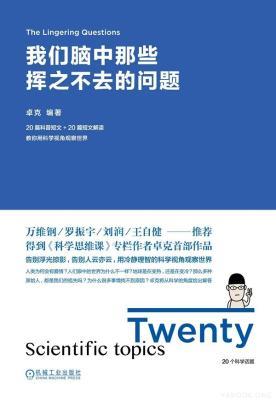 The Lingering Questions
我们脑中那些
挥之不去的问题
卓克 编著
20篇科普短文+20篇短文解读
教你用科学视角观察世界
万维钢/罗振宇/刘润/王自健——推荐
得到《科学思维课》专栏作者卓克首部作品
告别浮光掠影，告别人云亦云，用冷静理智的科学视角观察世界
Twenty
Scientific topics
20个科学话题
机械工业出版社
CHINA MACHINE PRESS